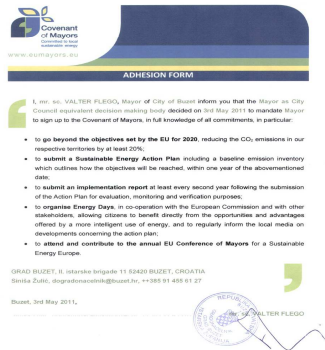 Covenant
of Mayors
Committed to local
sustainable energy
www.eumayors.eu
ADHESION FORM
I, mr. sc. VALTER FLEGO, Mayor of City of Buzet inform you that the Mayor as City
Council equivalent decision making body decided on 3rd May 2011 to mandate Mayor
to sign up to the Covenant of Mayors, in full knowledge of all commitments, in particular:
• to go beyond the objectives set by the EU for 2020, reducing the CO₂ emissions in our
respective territories by at least 20%;
• to submit a Sustainable Energy Action Plan including a baseline emission inventory
which outlines how the objectives will be reached, within one year of the abovementioned
date;
• to submit an implementation report at least every second year following the submission
of the Action Plan for evaluation, monitoring and verification purposes;
• to organise Energy Days, in co-operation with the European Commission and with other
stakeholders, allowing citizens to benefit directly from the opportunities and advantages
offered by a more intelligent use of energy, and to regularly inform the local media on
developments concerning the action plan;
• to attend and contribute to the annual EU Conference of Mayors for a Sustainable
Energy Europe.
GRAD BUZET, II. istarske brigade 11 52420 BUZET, CROATIA
Siniša Žulić, dogradonacelnik@buzet.hr, ++385 91 455 61 27
Buzet, 3rd May 2011,
mr. sc. VALTER FLEGO